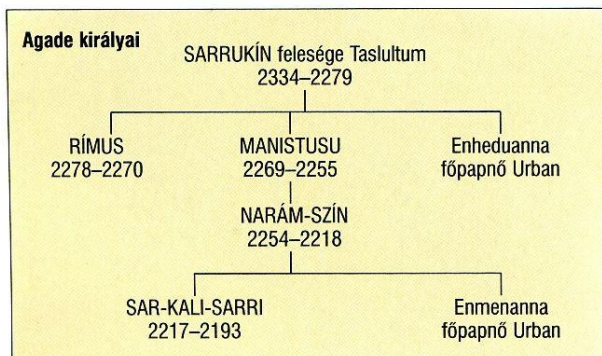 Agade királyai
SARRUKÍN felesége Taslultum
2334–2279
RÍMUS
2278–2270
MANISTUSU
2269–2255
Enheduanna
főpapnő Urban
NARÁM-SZÍN
2254–2218
SAR-KALI-SARRI
2217–2193
Enmenanna
főpapnő Urban